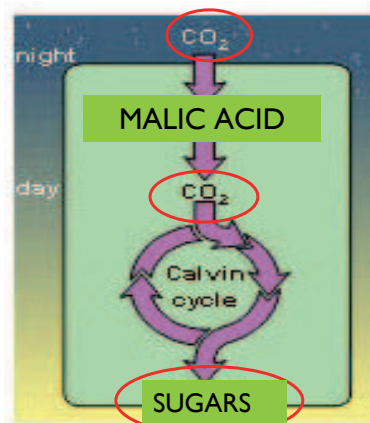 CO₂
night
MALIC ACID
day
CO₂
Calvin
cycle
SUGARS